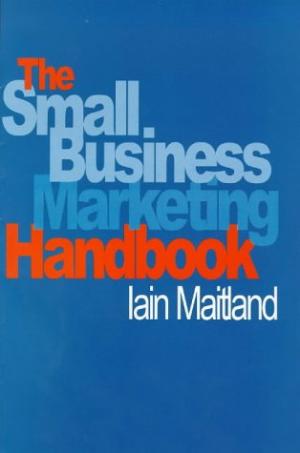 The
Small
Business
Marketing
Handbook
Iain Maitland